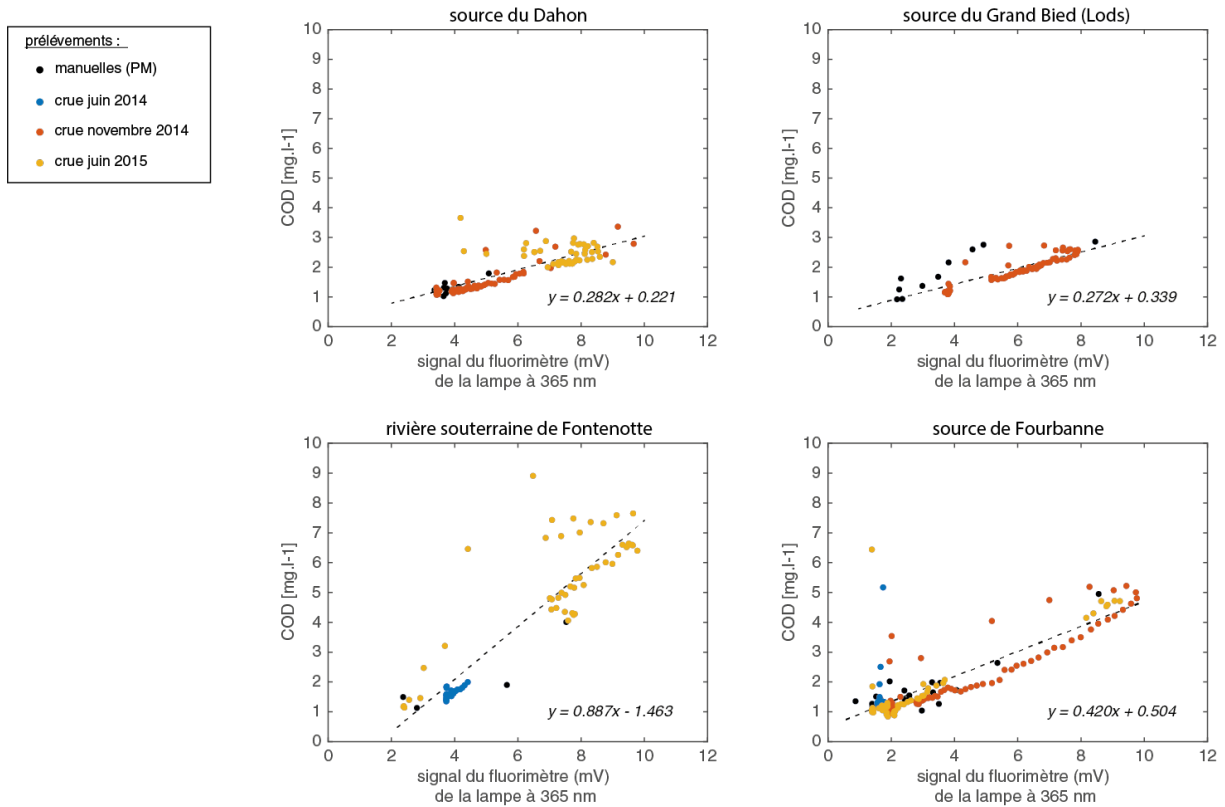 prélévements :
manuelles (PM)
crue juin 2014
crue novembre 2014
crue juin 2015
source du Dahon
10
9
8
7
6
5
4
3
2
1
0
COD [mg.l-1]
y = 0.282x + 0.221
0 2 4 6 8 10 12
signal du fluorimètre (mV)
de la lampe à 365 nm
source du Grand Bied (Lods)
10
9
8
7
6
5
4
3
2
1
0
COD [mg.l-1]
y = 0.272x + 0.339
0 2 4 6 8 10 12
signal du fluorimètre (mV)
de la lampe à 365 nm
rivière souterraine de Fontenotte
10
9
8
7
6
5
4
3
2
1
0
COD [mg.l-1]
y = 0.887x - 1.463
0 2 4 6 8 10 12
signal du fluorimètre (mV)
de la lampe à 365 nm
source de Fourbanne
10
9
8
7
6
5
4
3
2
1
0
COD [mg.l-1]
y = 0.420x + 0.504
0 2 4 6 8 10 12
signal du fluorimètre (mV)
de la lampe à 365 nm